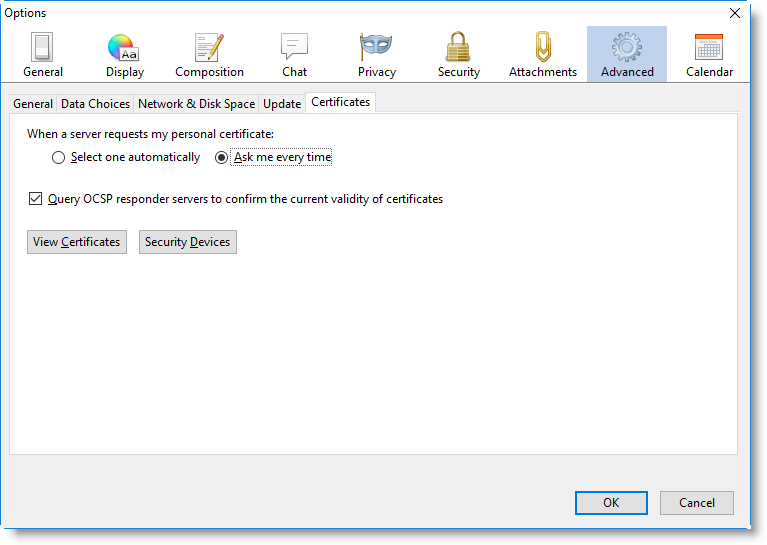 Options
General Display Composition Chat Privacy Security Attachments Advanced Calendar
General Data Choices Network & Disk Space Update Certificates
When a server requests my personal certificate:
Select one automatically Ask me every time
Query OCSP responder servers to confirm the current validity of certificates
View Certificates Security Devices
OK Cancel